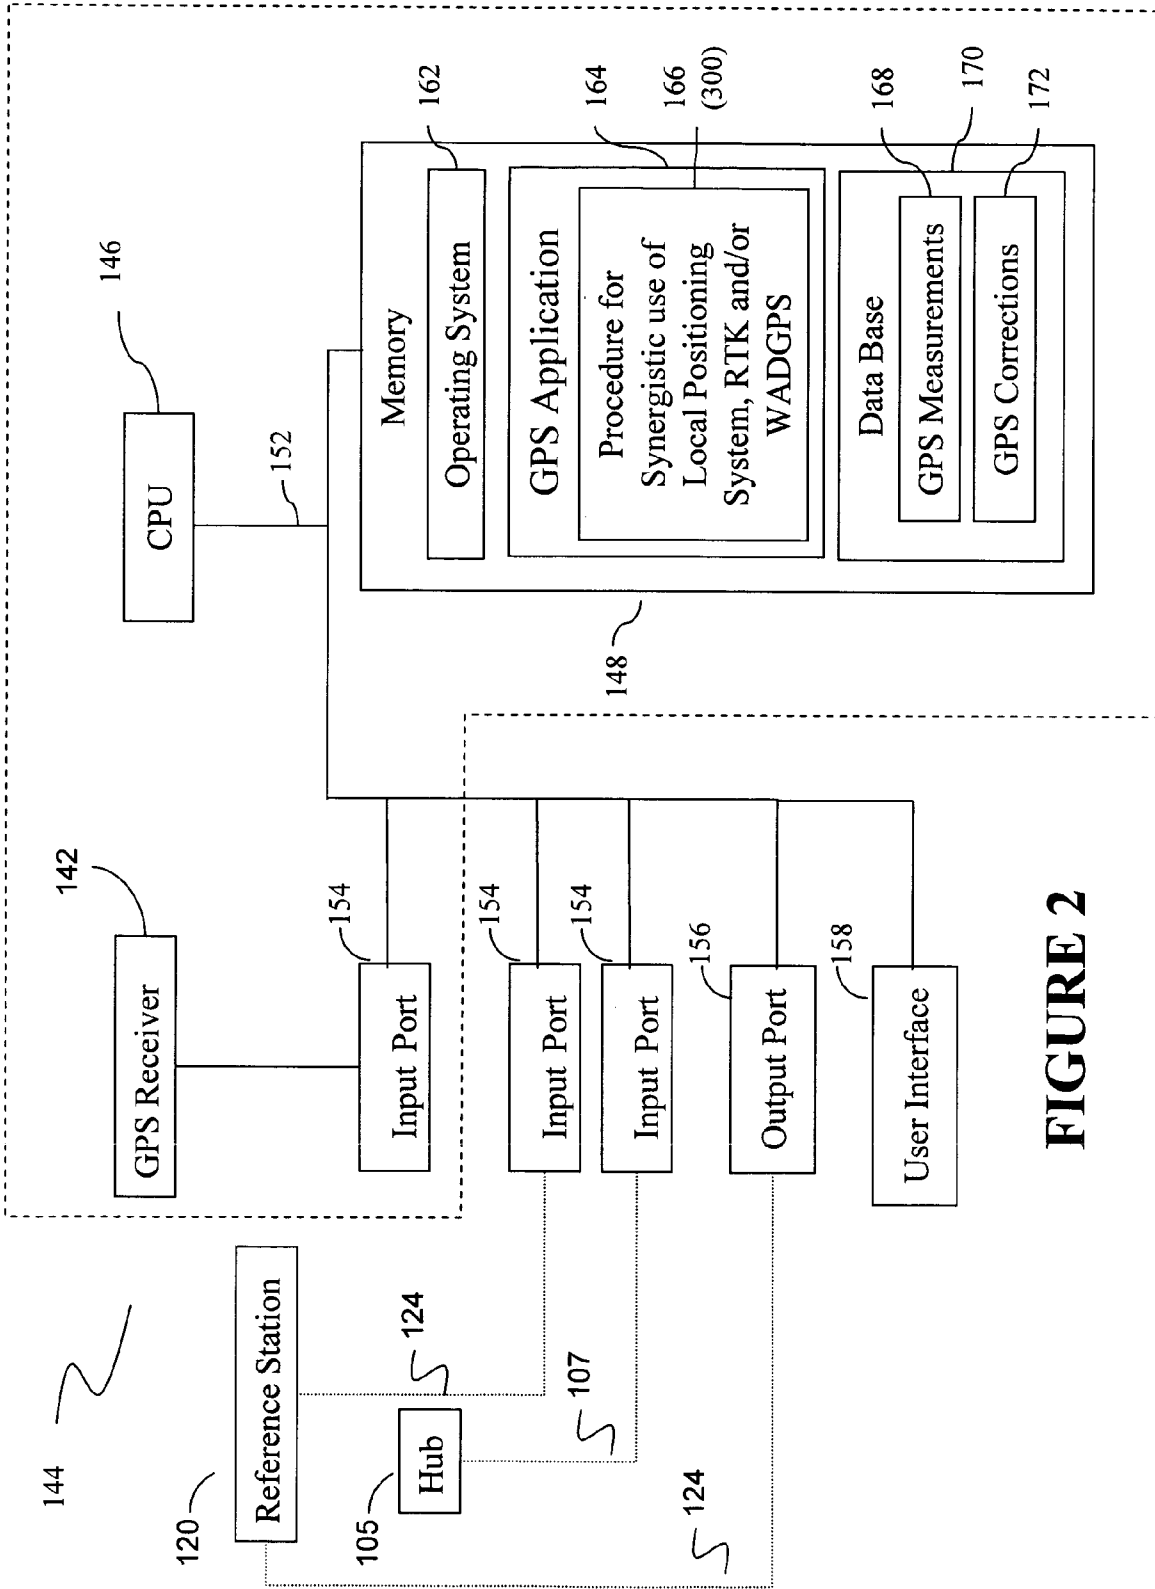 144
120
Reference Station
124
105
Hub
107
124
142
GPS Receiver
154
Input Port
154
Input Port
154
Input Port
156
Output Port
158
User Interface
146
CPU
152
148
Memory
162
Operating System
164
GPS Application
166
(300)
Procedure for
Synergistic use of
Local Positioning
System, RTK and/or
WADGPS
Data Base
168
GPS Measurements
170
GPS Corrections
172
FIGURE 2